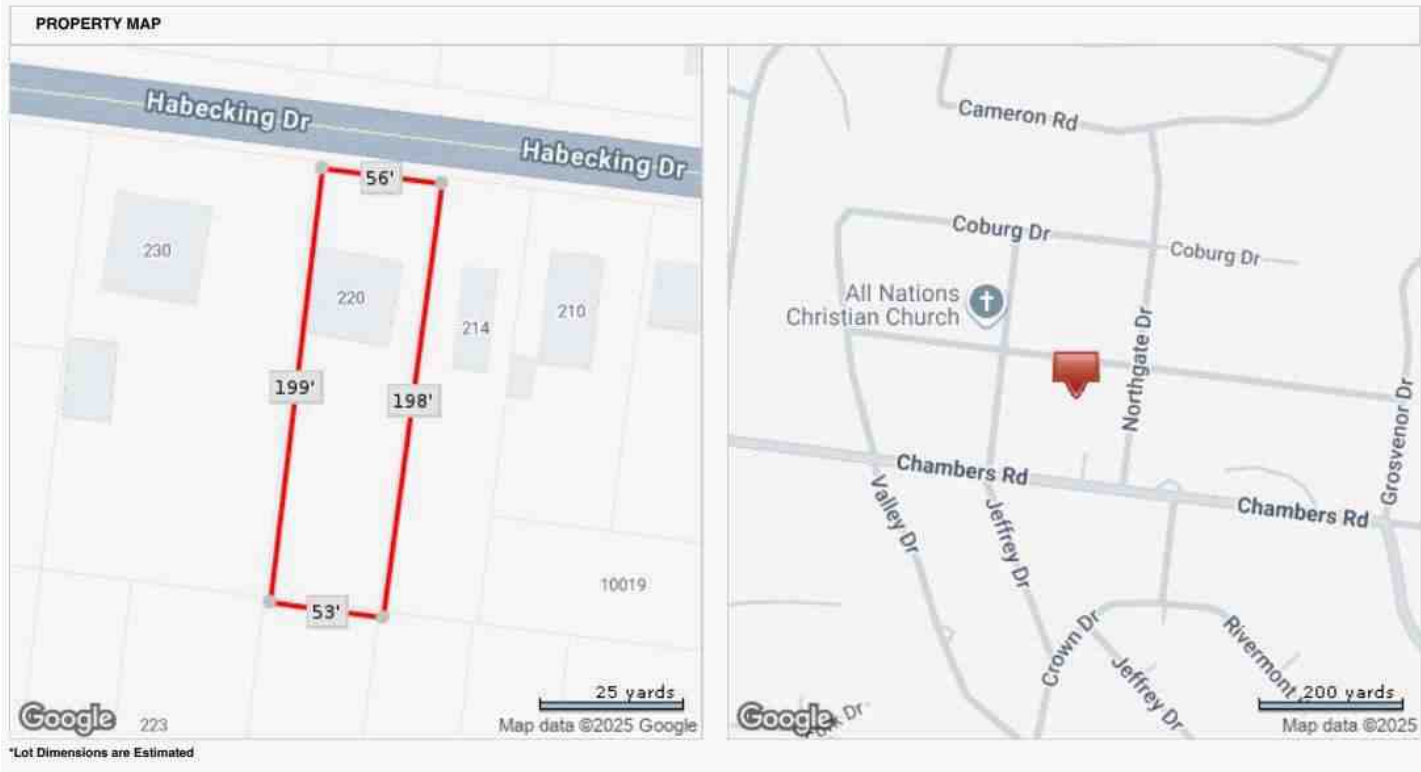 PROPERTY MAP
Habecking Dr
Habecking Dr
56'
230
220
214
210
199'
198'
53'
10019
223
25 yards
Google
Map data ©2025 Google
Cameron Rd
Coburg Dr
Coburg Dr
All Nations
Christian Church
Northgate Dr
Grosvenor Dr
Chambers Rd
Chambers Rd
Valley Dr
Jeffrey Dr
Crown Dr
Jeffrey Dr
Rivermont
200 yards
Google
Dr
Map data ©2025
*Lot Dimensions are Estimated